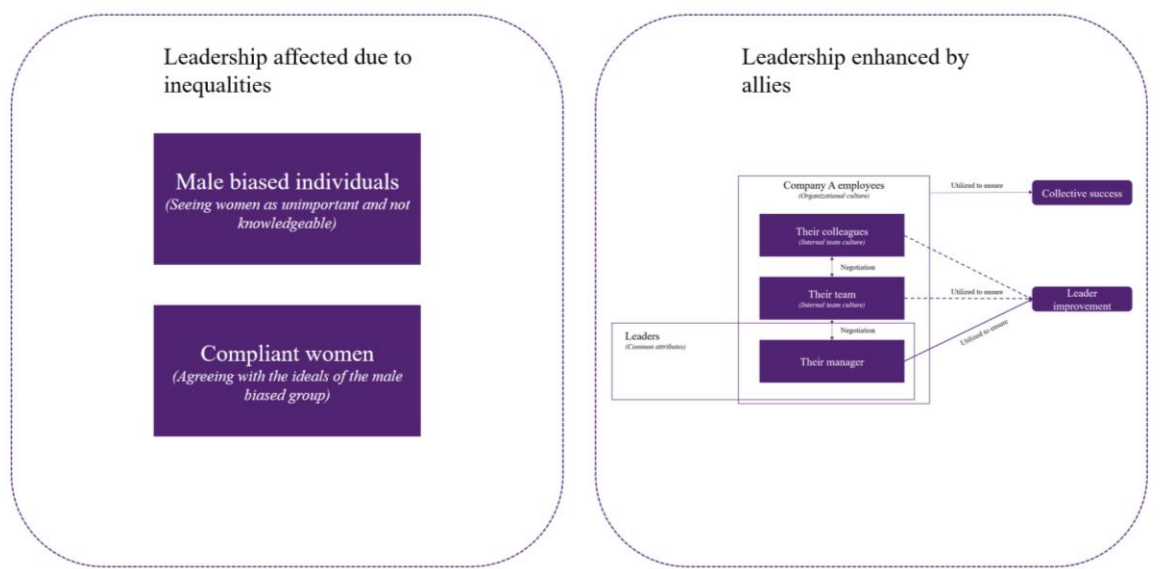 Leadership affected due to
inequalities
Male biased individuals
(Seeing women as unimportant and not
knowledgeable)
Compliant women
(Agreeing with the ideals of the male
biased group)
Leadership enhanced by
allies
Company A employees
(Organizational culture)
Utilized to ensure
Collective success
Their colleagues
(Internal team culture)
Negotiation
Their team
(Internal team culture)
Utilized to ensure
Leader
improvement
Negotiation
Utilized to ensure
Leaders
(Common attributes)
Their manager